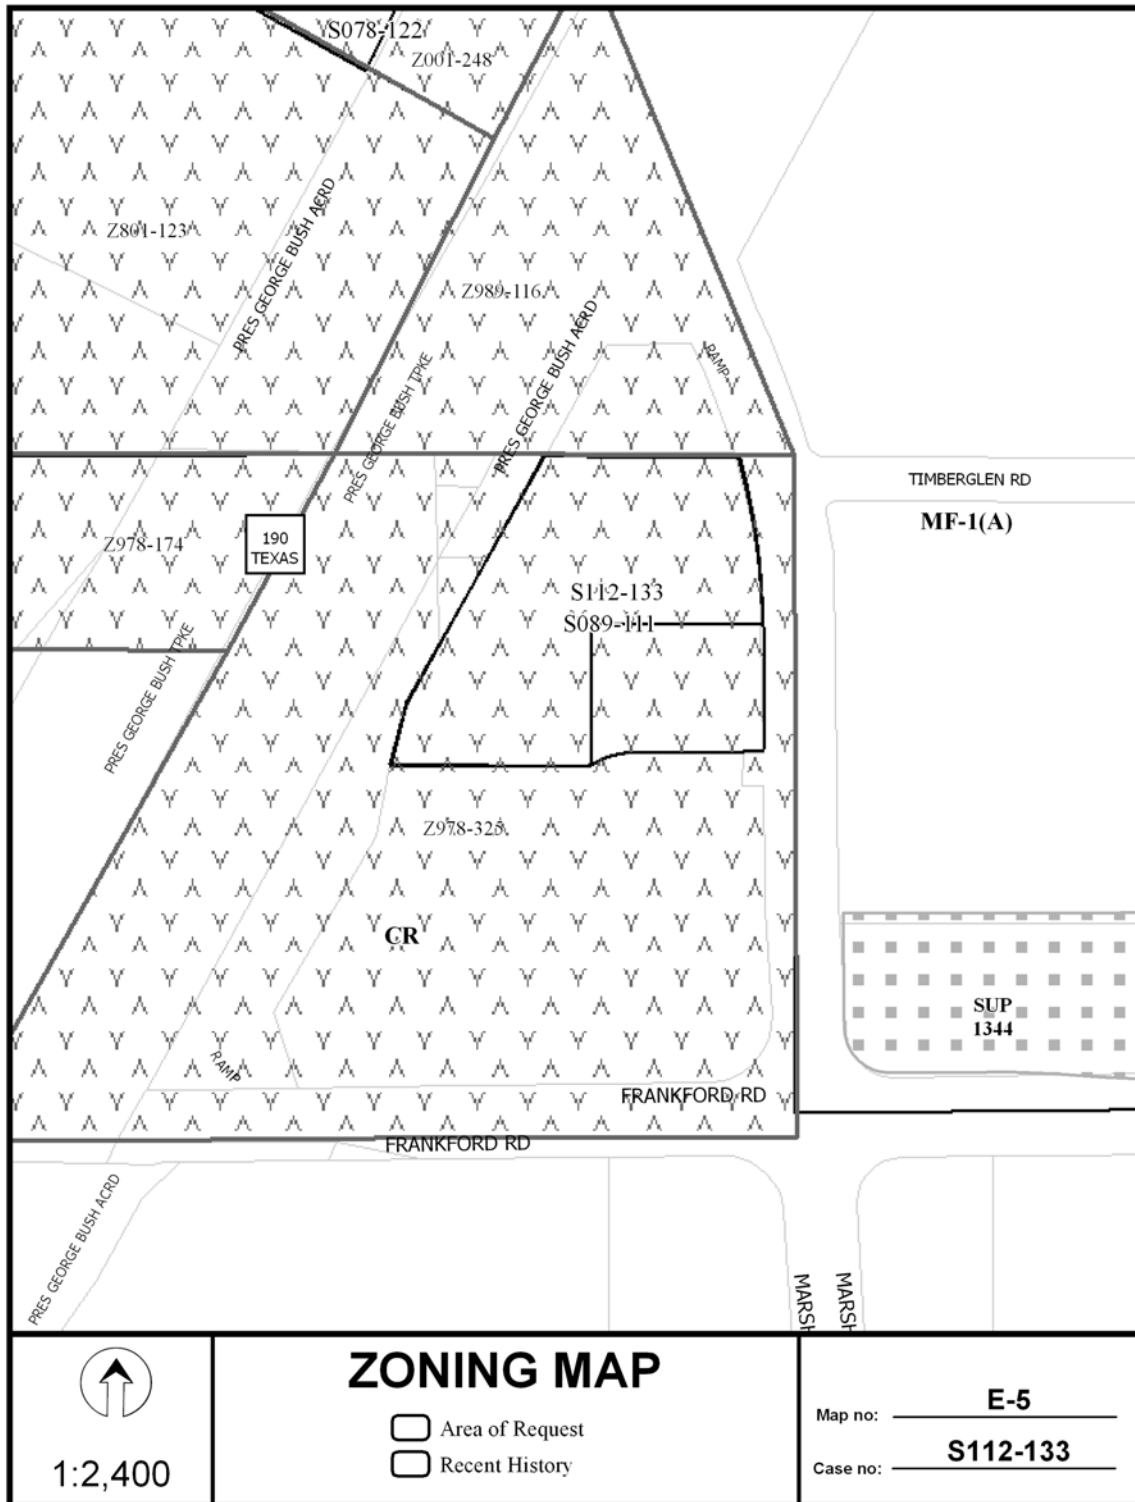 S078-122
Z001-248
Z801-123
PRES GEORGE BUSH ACRD
Z989-116
PRES GEORGE BUSH ACRD
RAMP
PRES GEORGE BUSH TPKE
TIMBERGLEN RD
MF-1(A)
190
TEXAS
Z978-174
S112-133
S089-111
PRES GEORGE BUSH TPKE
Z978-325
CR
SUP
1344
RAMP
FRANKFORD RD
FRANKFORD RD
PRES GEORGE BUSH ACRD
MARSH
MARSH
1:2,400
ZONING MAP
Area of Request
Recent History
Map no: E-5
Case no: S112-133